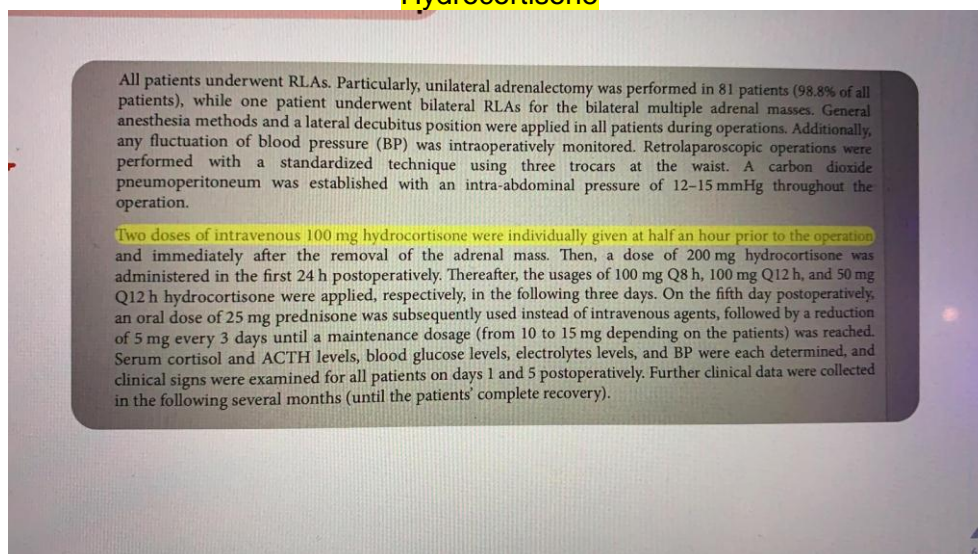 Hydrocortisone
All patients underwent RLAs. Particularly, unilateral adrenalectomy was performed in 81 patients (98.8% of all
patients), while one patient underwent bilateral RLAs for the bilateral multiple adrenal masses. General
anesthesia methods and a lateral decubitus position were applied in all patients during operations. Additionally,
any fluctuation of blood pressure (BP) was intraoperatively monitored. Retrolaparoscopic operations were
performed with a standardized technique using three trocars at the waist. A carbon dioxide
pneumoperitoneum was established with an intra-abdominal pressure of 12–15 mmHg throughout the
operation.
Two doses of intravenous 100 mg hydrocortisone were individually given at half an hour prior to the operation
and immediately after the removal of the adrenal mass. Then, a dose of 200 mg hydrocortisone was
administered in the first 24 h postoperatively. Thereafter, the usages of 100 mg Q8 h, 100 mg Q12 h, and 50 mg
Q12 h hydrocortisone were applied, respectively, in the following three days. On the fifth day postoperatively,
an oral dose of 25 mg prednisone was subsequently used instead of intravenous agents, followed by a reduction
of 5 mg every 3 days until a maintenance dosage (from 10 to 15 mg depending on the patients) was reached.
Serum cortisol and ACTH levels, blood glucose levels, electrolytes levels, and BP were each determined, and
clinical signs were examined for all patients on days 1 and 5 postoperatively. Further clinical data were collected
in the following several months (until the patients' complete recovery).